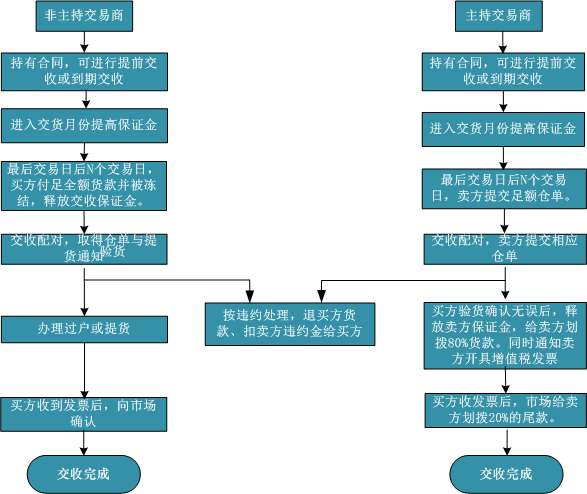 非主持交易商
持有合同，可进行提前交
收或到期交收
进入交货月份提高保证金
最后交易日后N个交易日，
买方付足全额货款并被冻
结，释放交收保证金。
交收配对，取得仓单与提
货通知
验货
办理过户或提货
买方收到发票后，向市场
确认
交收完成
按违约处理，退买方货
款、扣卖方违约金给买方
主持交易商
持有合同，可进行提前交
收或到期交收
进入交货月份提高保证金
最后交易日后N个交易
日，卖方提交足额仓单。
交收配对，卖方提交相应
仓单
买方验货确认无误后，释
放卖方保证金，给卖方划
拨80%货款。同时通知卖
方开具增值税发票
买方收发票后，市场给卖
方划拨20%的尾款。
交收完成